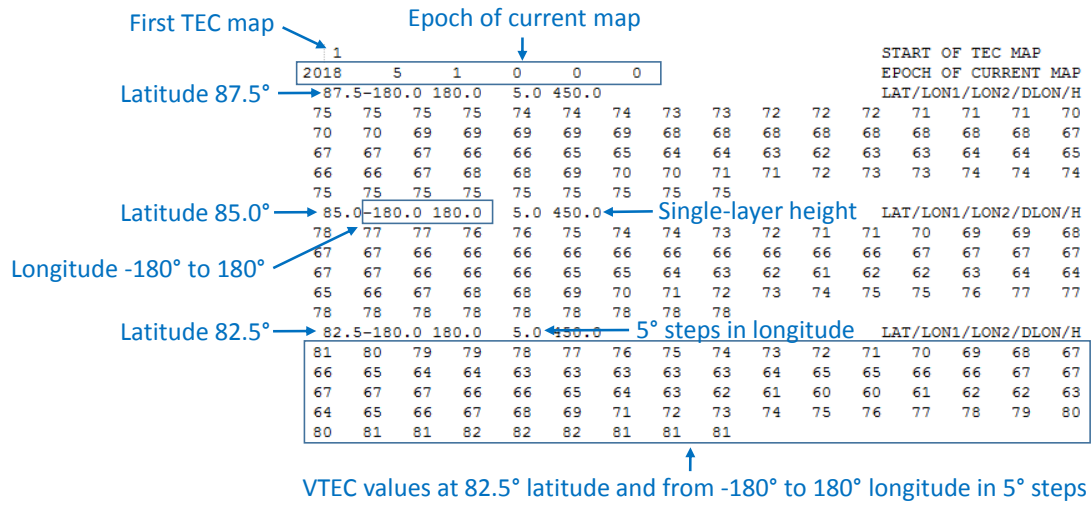 First TEC map
Epoch of current map
1 START OF TEC MAP
2018 5 1 0 0 0 EPOCH OF CURRENT MAP
Latitude 87.5°
87.5-180.0 180.0 5.0 450.0 LAT/LON1/LON2/DLON/H
75 75 75 75 74 74 74 73 73 72 72 72 71 71 71 70
70 70 69 69 69 69 69 68 68 68 68 68 68 68 68 67
67 67 67 66 66 65 65 64 64 63 62 63 63 64 64 65
66 66 67 68 68 69 70 70 71 71 72 73 73 74 74 74
75 75 75 75 75 75 75 75 75
Latitude 85.0°
85.0-180.0 180.0 5.0 450.0 Single-layer height LAT/LON1/LON2/DLON/H
78 77 77 76 76 75 74 74 73 72 71 71 70 69 69 68
67 67 66 66 66 66 66 66 66 66 66 66 67 67 67 67
Longitude -180° to 180°
67 67 66 66 66 65 65 64 63 62 61 62 62 63 64 64
65 66 67 68 68 69 70 71 72 73 74 75 75 76 77 77
78 78 78 78 78 78 78 78 78
Latitude 82.5°
82.5-180.0 180.0 5.0 450.0 5° steps in longitude LAT/LON1/LON2/DLON/H
81 80 79 79 78 77 76 75 74 73 72 71 70 69 68 67
66 65 64 64 63 63 63 63 63 64 65 65 66 66 67 67
67 67 67 66 66 65 64 63 62 61 60 60 61 62 62 63
64 65 66 67 68 69 71 72 73 74 75 76 77 78 79 80
80 81 81 82 82 82 81 81 81
VTEC values at 82.5° latitude and from -180° to 180° longitude in 5° steps